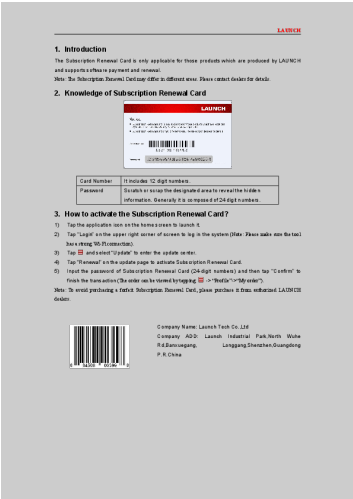 LAUNCH
1. Introduction
The Subscription Renewal Card is only applicable for those products which are produced by LAUNCH
and supports software payment and renewal.
Note: The Subscription Renewal Card may differ in different areas. Please contact dealers for details.
2. Knowledge of Subscription Renewal Card
LAUNCH
Card Number It includes 12 digit numbers.
Password Scratch or scrap the designated area to reveal the hidden
information. Generally it is composed of 24-digit numbers.
3. How to activate the Subscription Renewal Card?
1) Tap the application icon on the home screen to launch it.
2) Tap "Login" on the upper right corner of screen to log in the system (Note: Please make sure the tool
has a strong Wi-Fi connection).
3) Tap and select "Update" to enter the update center.
4) Tap "Renewal" on the update page to activate Subscription Renewal Card.
5) Input the password of Subscription Renewal Card (24-digit numbers) and then tap "Confirm" to
finish the transaction (The order can be viewed by tapping -> "Profile"->"My order").
Note: To avoid purchasing a forfeit Subscription Renewal Card, please purchase it from authorized LAUNCH
dealers.
Company Name: Launch Tech Co.,Ltd
Company ADD: Launch Industrial Park,North Wuhe
Rd,Banxuegang, Longgang,Shenzhen,Guangdong
P.R.China